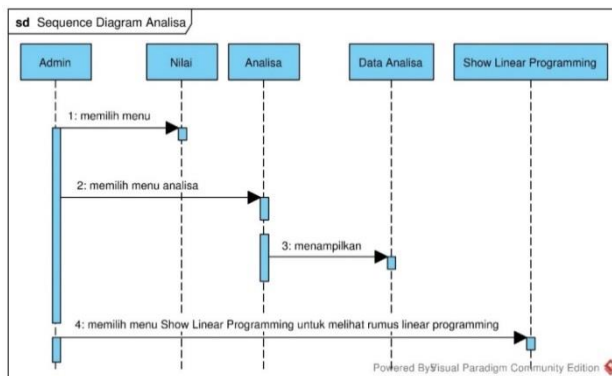 sd Sequence Diagram Analisa
Admin
Nilai
Analisa
Data Analisa
Show Linear Programming
1: memilih menu
2: memilih menu analisa
3: menampilkan
4: memilih menu Show Linear Programming untuk melihat rumus linear programming
Powered By Visual Paradigm Community Edition